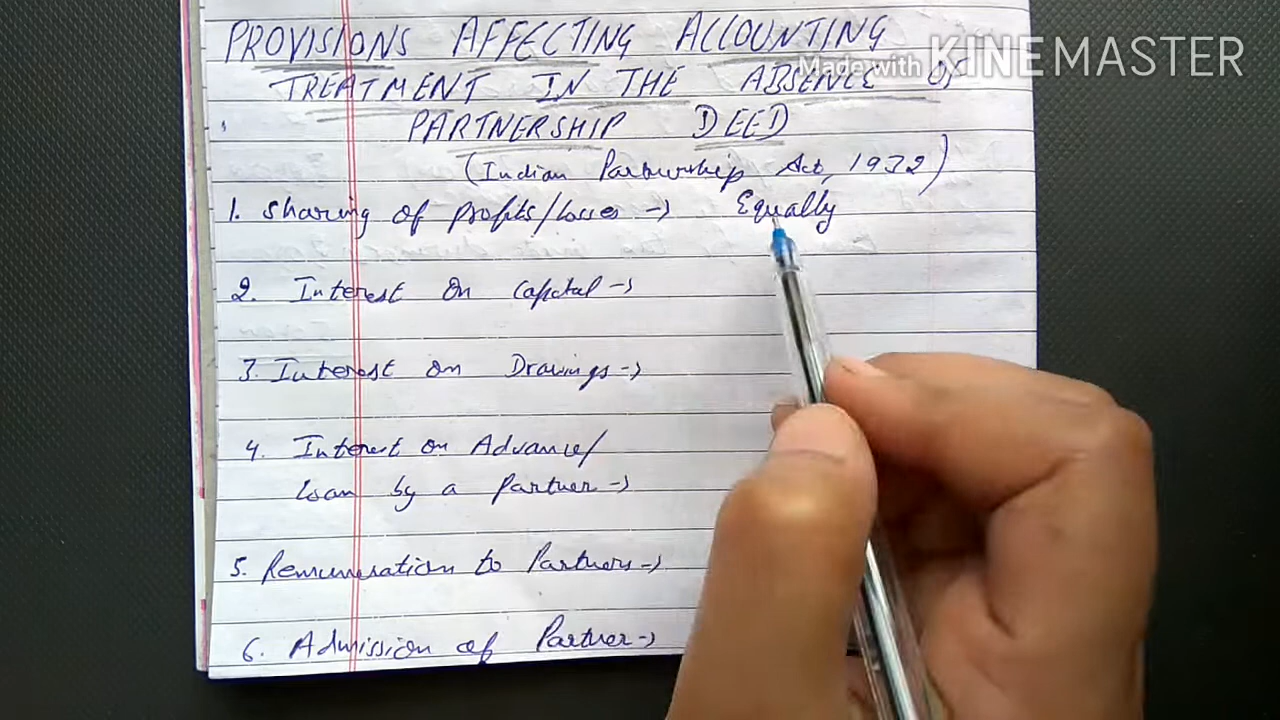 PROVISIONS AFFECTING ACCOUNTING
Made with KINEMASTER
TREATMENT IN THE ABSENCE OF
PARTNERSHIP DEED
(Indian Partnership Act, 1932)
1. Sharing of Profits/Losses → Equally
2. Interest on Capital →
3. Interest on Drawings →
4. Interest on Advance/
Loan by a Partner →
5. Remuneration to Partners →
6. Admission of Partner →